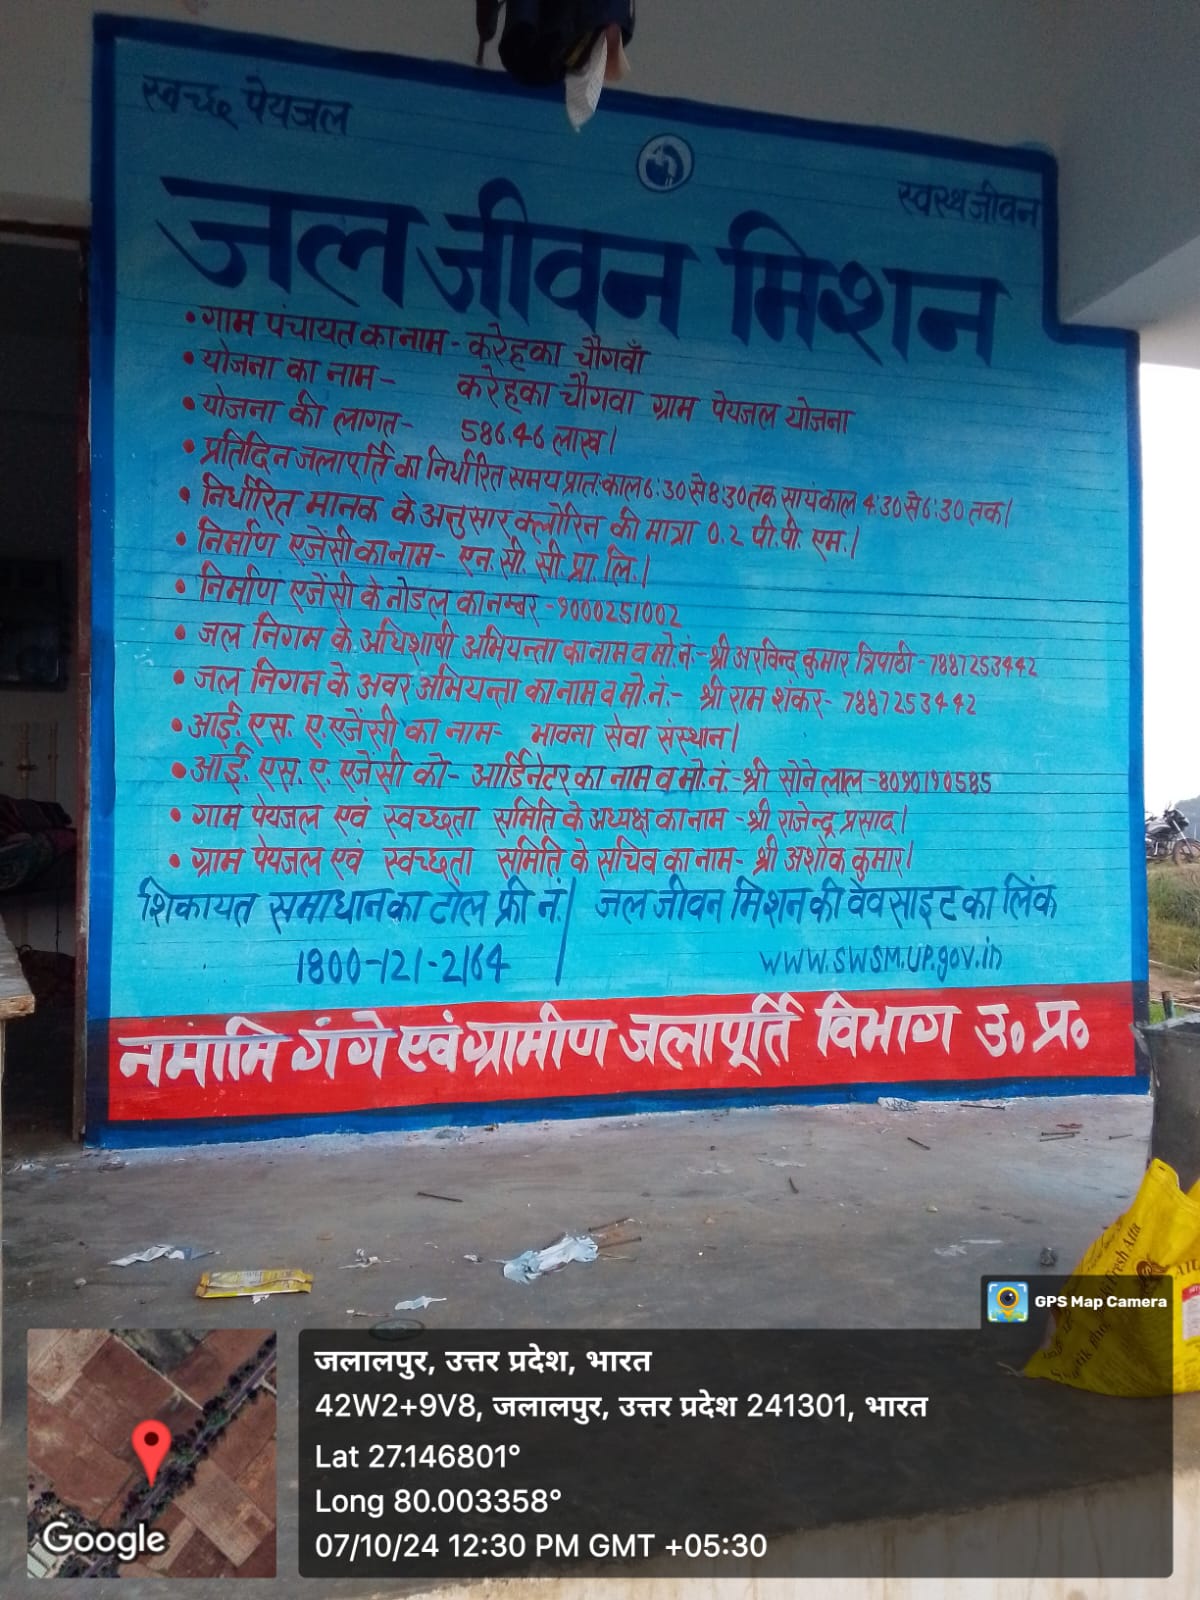 स्वच्छ पेयजल
स्वस्थ जीवन
जल जीवन मिशन
•गाम पंचायत का नाम - करेहका चौगवाँ
•योजना का नाम - करेहका चौगवा ग्राम पेयजल योजना
•योजना की लागत - 586.46 लाख।
•प्रतिदिन जलापूर्ति का निर्धारित समय प्रातः काल 6:30 से 8:30 तक सायंकाल 4:30 से 6:30 तक।
•निर्धारित मानक के अनुसार क्लोरिन की मात्रा 0.2 पी.पी. एम.।
•निर्माण एजेंसी का नाम - एन. सी. सी. प्रा. लि.।
•निर्माण एजेंसी के नोडल का नम्बर - 9000251002
•जल निगम के अधिशाषी अभियन्ता का नाम व मो. नं. - श्री अरविन्द कुमार त्रिपाठी - 7887253442
•जल निगम के अवर अभियन्ता का नाम व मो. नं. - श्री राम शंकर - 7887253442
•आई. एस. ए. एजेंसी का नाम - भावना सेवा संस्थान।
•आई. एस. ए. एजेंसी को - आर्डिनेटर का नाम व मो. नं. - श्री सोने लाल - 8090190585
•गाम पेयजल एवं स्वच्छता समिति के अध्यक्ष का नाम - श्री राजेन्द्र प्रसाद।
•ग्राम पेयजल एवं स्वच्छता समिति के सचिव का नाम - श्री अशोक कुमार।
शिकायत समाधान का टोल फ्री नं. | जल जीवन मिशन की वेवसाइट का लिंक
1800-121-2164 | www.swsm.up.gov.in
नमामि गंगे एवं ग्रामीण जलापूर्ति विभाग उ० प्र०
GPS Map Camera
जलालपुर, उत्तर प्रदेश, भारत
42W2+9V8, जलालपुर, उत्तर प्रदेश 241301, भारत
Lat 27.146801°
Long 80.003358°
07/10/24 12:30 PM GMT +05:30
Google